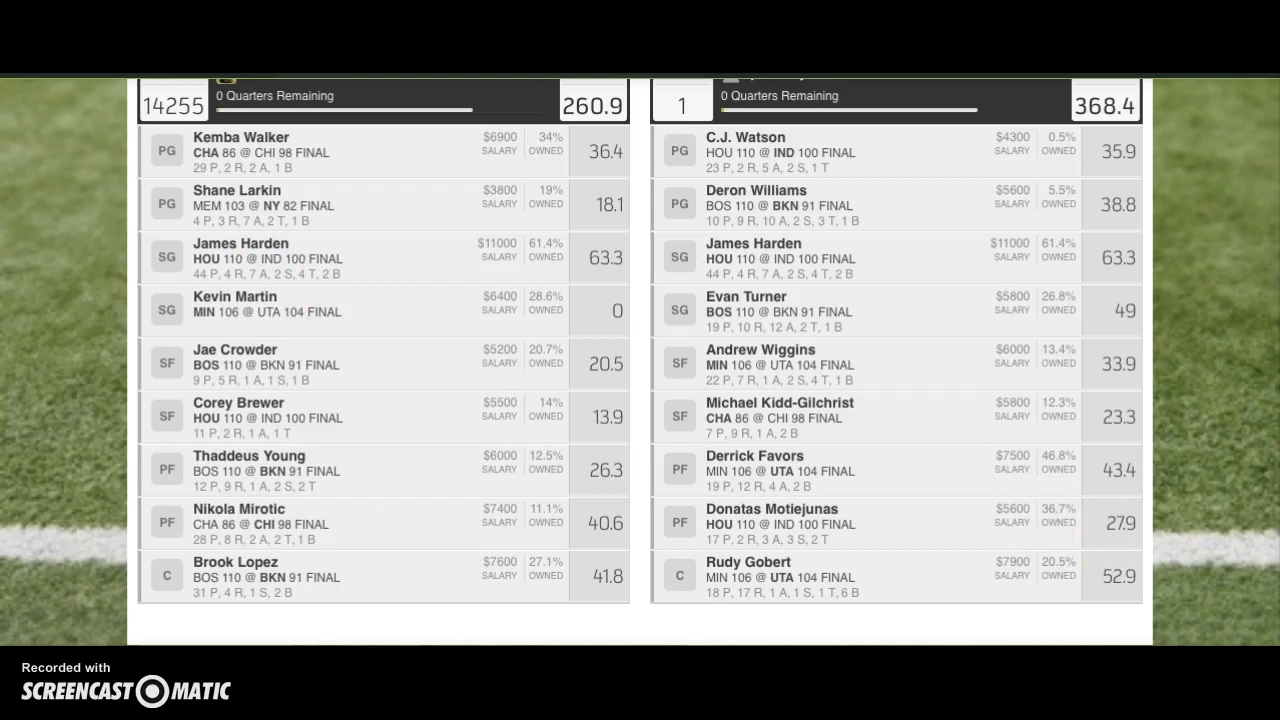 14255
0 Quarters Remaining
260.9
PG
Kemba Walker
CHA 86 @ CHI 98 FINAL
29 P, 2 R, 2 A, 1 B
$6900 34%
SALARY OWNED
36.4
PG
Shane Larkin
MEM 103 @ NY 82 FINAL
4 P, 3 R, 7 A, 2 T, 1 B
$3800 19%
SALARY OWNED
18.1
SG
James Harden
HOU 110 @ IND 100 FINAL
44 P, 4 R, 7 A, 2 S, 4 T, 2 B
$11000 61.4%
SALARY OWNED
63.3
SG
Kevin Martin
MIN 106 @ UTA 104 FINAL
$6400 28.6%
SALARY OWNED
0
SF
Jae Crowder
BOS 110 @ BKN 91 FINAL
9 P, 5 R, 1 A, 1 S, 1 B
$5200 20.7%
SALARY OWNED
20.5
SF
Corey Brewer
HOU 110 @ IND 100 FINAL
11 P, 2 R, 1 A, 1 T
$5500 14%
SALARY OWNED
13.9
PF
Thaddeus Young
BOS 110 @ BKN 91 FINAL
12 P, 9 R, 1 A, 2 S, 2 T
$6000 12.5%
SALARY OWNED
26.3
PF
Nikola Mirotic
CHA 86 @ CHI 98 FINAL
28 P, 8 R, 2 A, 2 T, 1 B
$7400 11.1%
SALARY OWNED
40.6
C
Brook Lopez
BOS 110 @ BKN 91 FINAL
31 P, 4 R, 1 S, 2 B
$7600 27.1%
SALARY OWNED
41.8
1
0 Quarters Remaining
368.4
PG
C.J. Watson
HOU 110 @ IND 100 FINAL
23 P, 2 R, 5 A, 2 S, 1 T
$4300 0.5%
SALARY OWNED
35.9
PG
Deron Williams
BOS 110 @ BKN 91 FINAL
10 P, 9 R, 10 A, 2 S, 3 T, 1 B
$5600 5.5%
SALARY OWNED
38.8
SG
James Harden
HOU 110 @ IND 100 FINAL
44 P, 4 R, 7 A, 2 S, 4 T, 2 B
$11000 61.4%
SALARY OWNED
63.3
SG
Evan Turner
BOS 110 @ BKN 91 FINAL
19 P, 10 R, 12 A, 2 T, 1 B
$5800 26.8%
SALARY OWNED
49
SF
Andrew Wiggins
MIN 106 @ UTA 104 FINAL
22 P, 7 R, 1 A, 2 S, 4 T, 1 B
$6000 13.4%
SALARY OWNED
33.9
SF
Michael Kidd-Gilchrist
CHA 86 @ CHI 98 FINAL
7 P, 9 R, 1 A, 2 B
$5800 12.3%
SALARY OWNED
23.3
PF
Derrick Favors
MIN 106 @ UTA 104 FINAL
19 P, 12 R, 4 A, 2 B
$7500 46.8%
SALARY OWNED
43.4
PF
Donatas Motiejunas
HOU 110 @ IND 100 FINAL
17 P, 2 R, 3 A, 3 S, 2 T
$5600 36.7%
SALARY OWNED
27.9
C
Rudy Gobert
MIN 106 @ UTA 104 FINAL
18 P, 17 R, 1 A, 1 S, 1 T, 6 B
$7900 20.5%
SALARY OWNED
52.9
Recorded with
SCREENCAST-O-MATIC